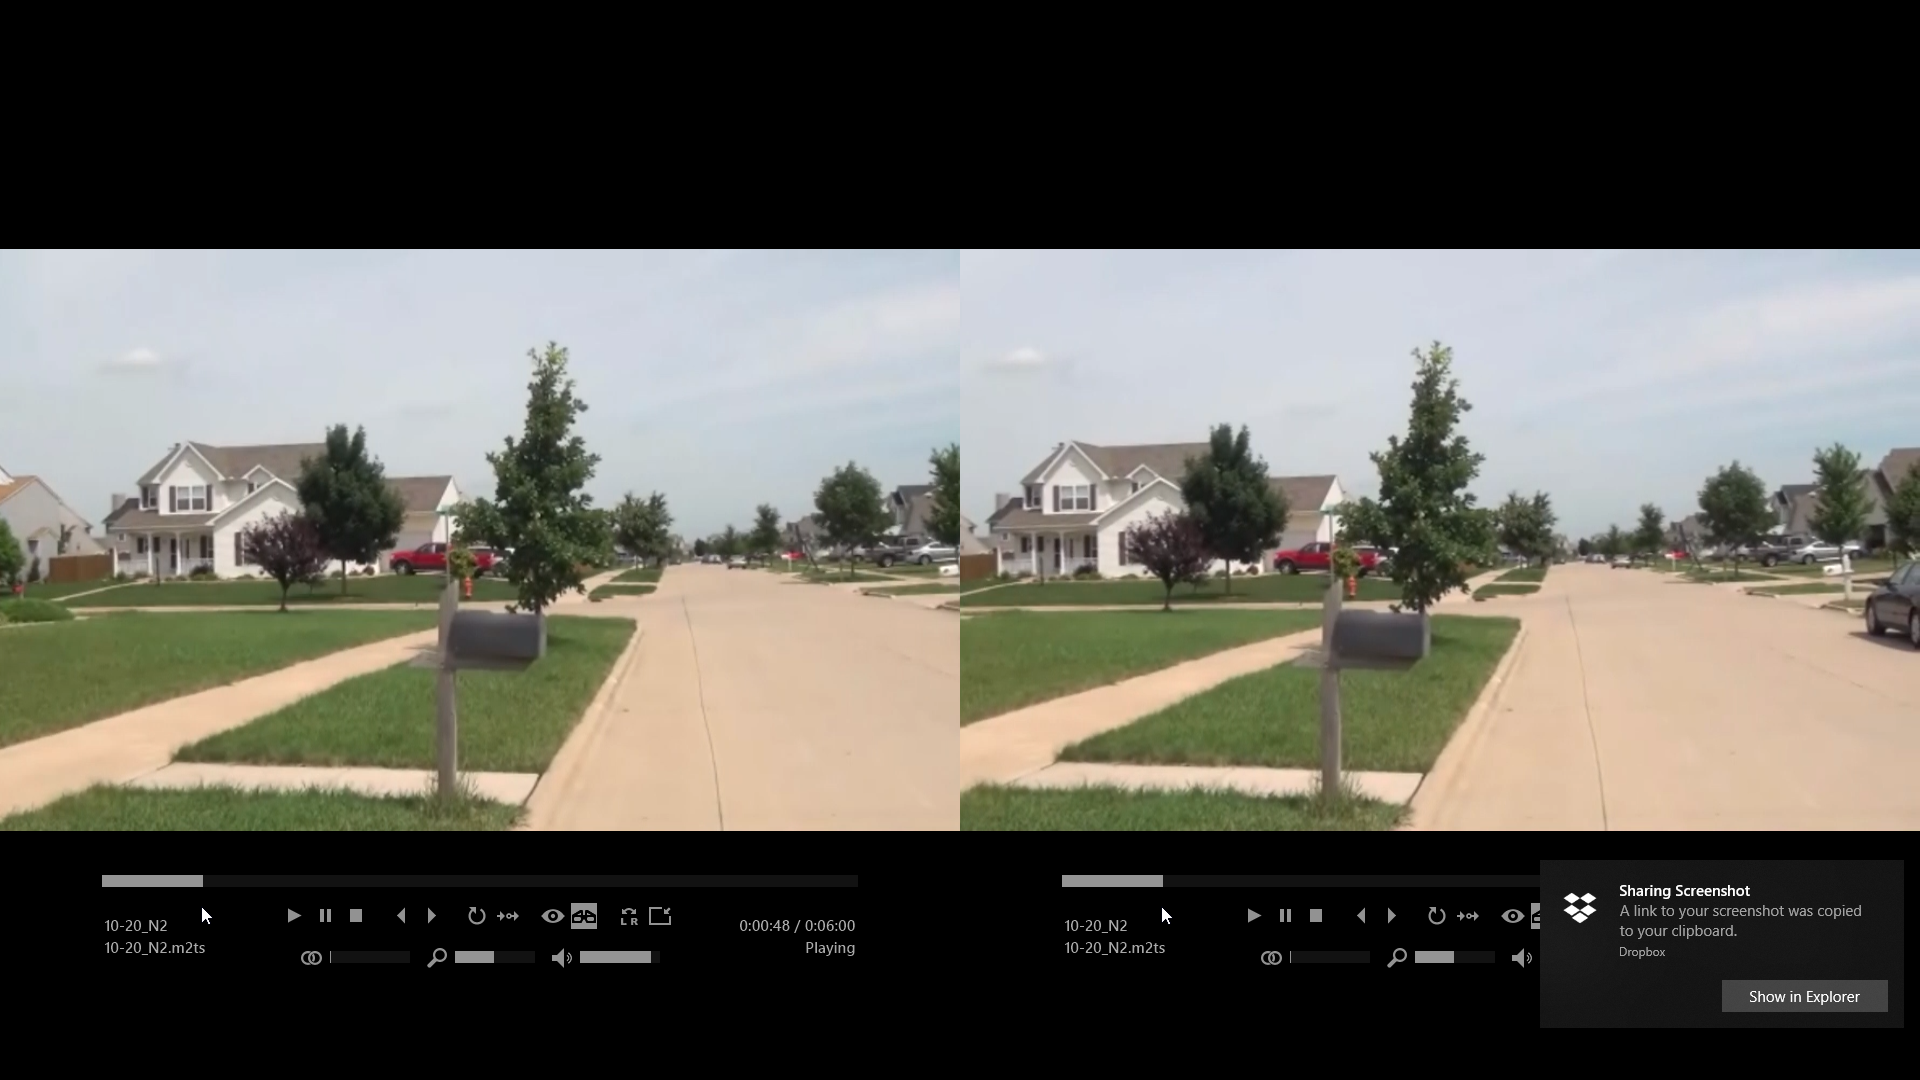 10-20_N2
10-20_N2.m2ts
R
0:00:48 / 0:06:00
Playing
10-20_N2
10-20_N2.m2ts
Sharing Screenshot
A link to your screenshot was copied
to your clipboard.
Dropbox
Show in Explorer